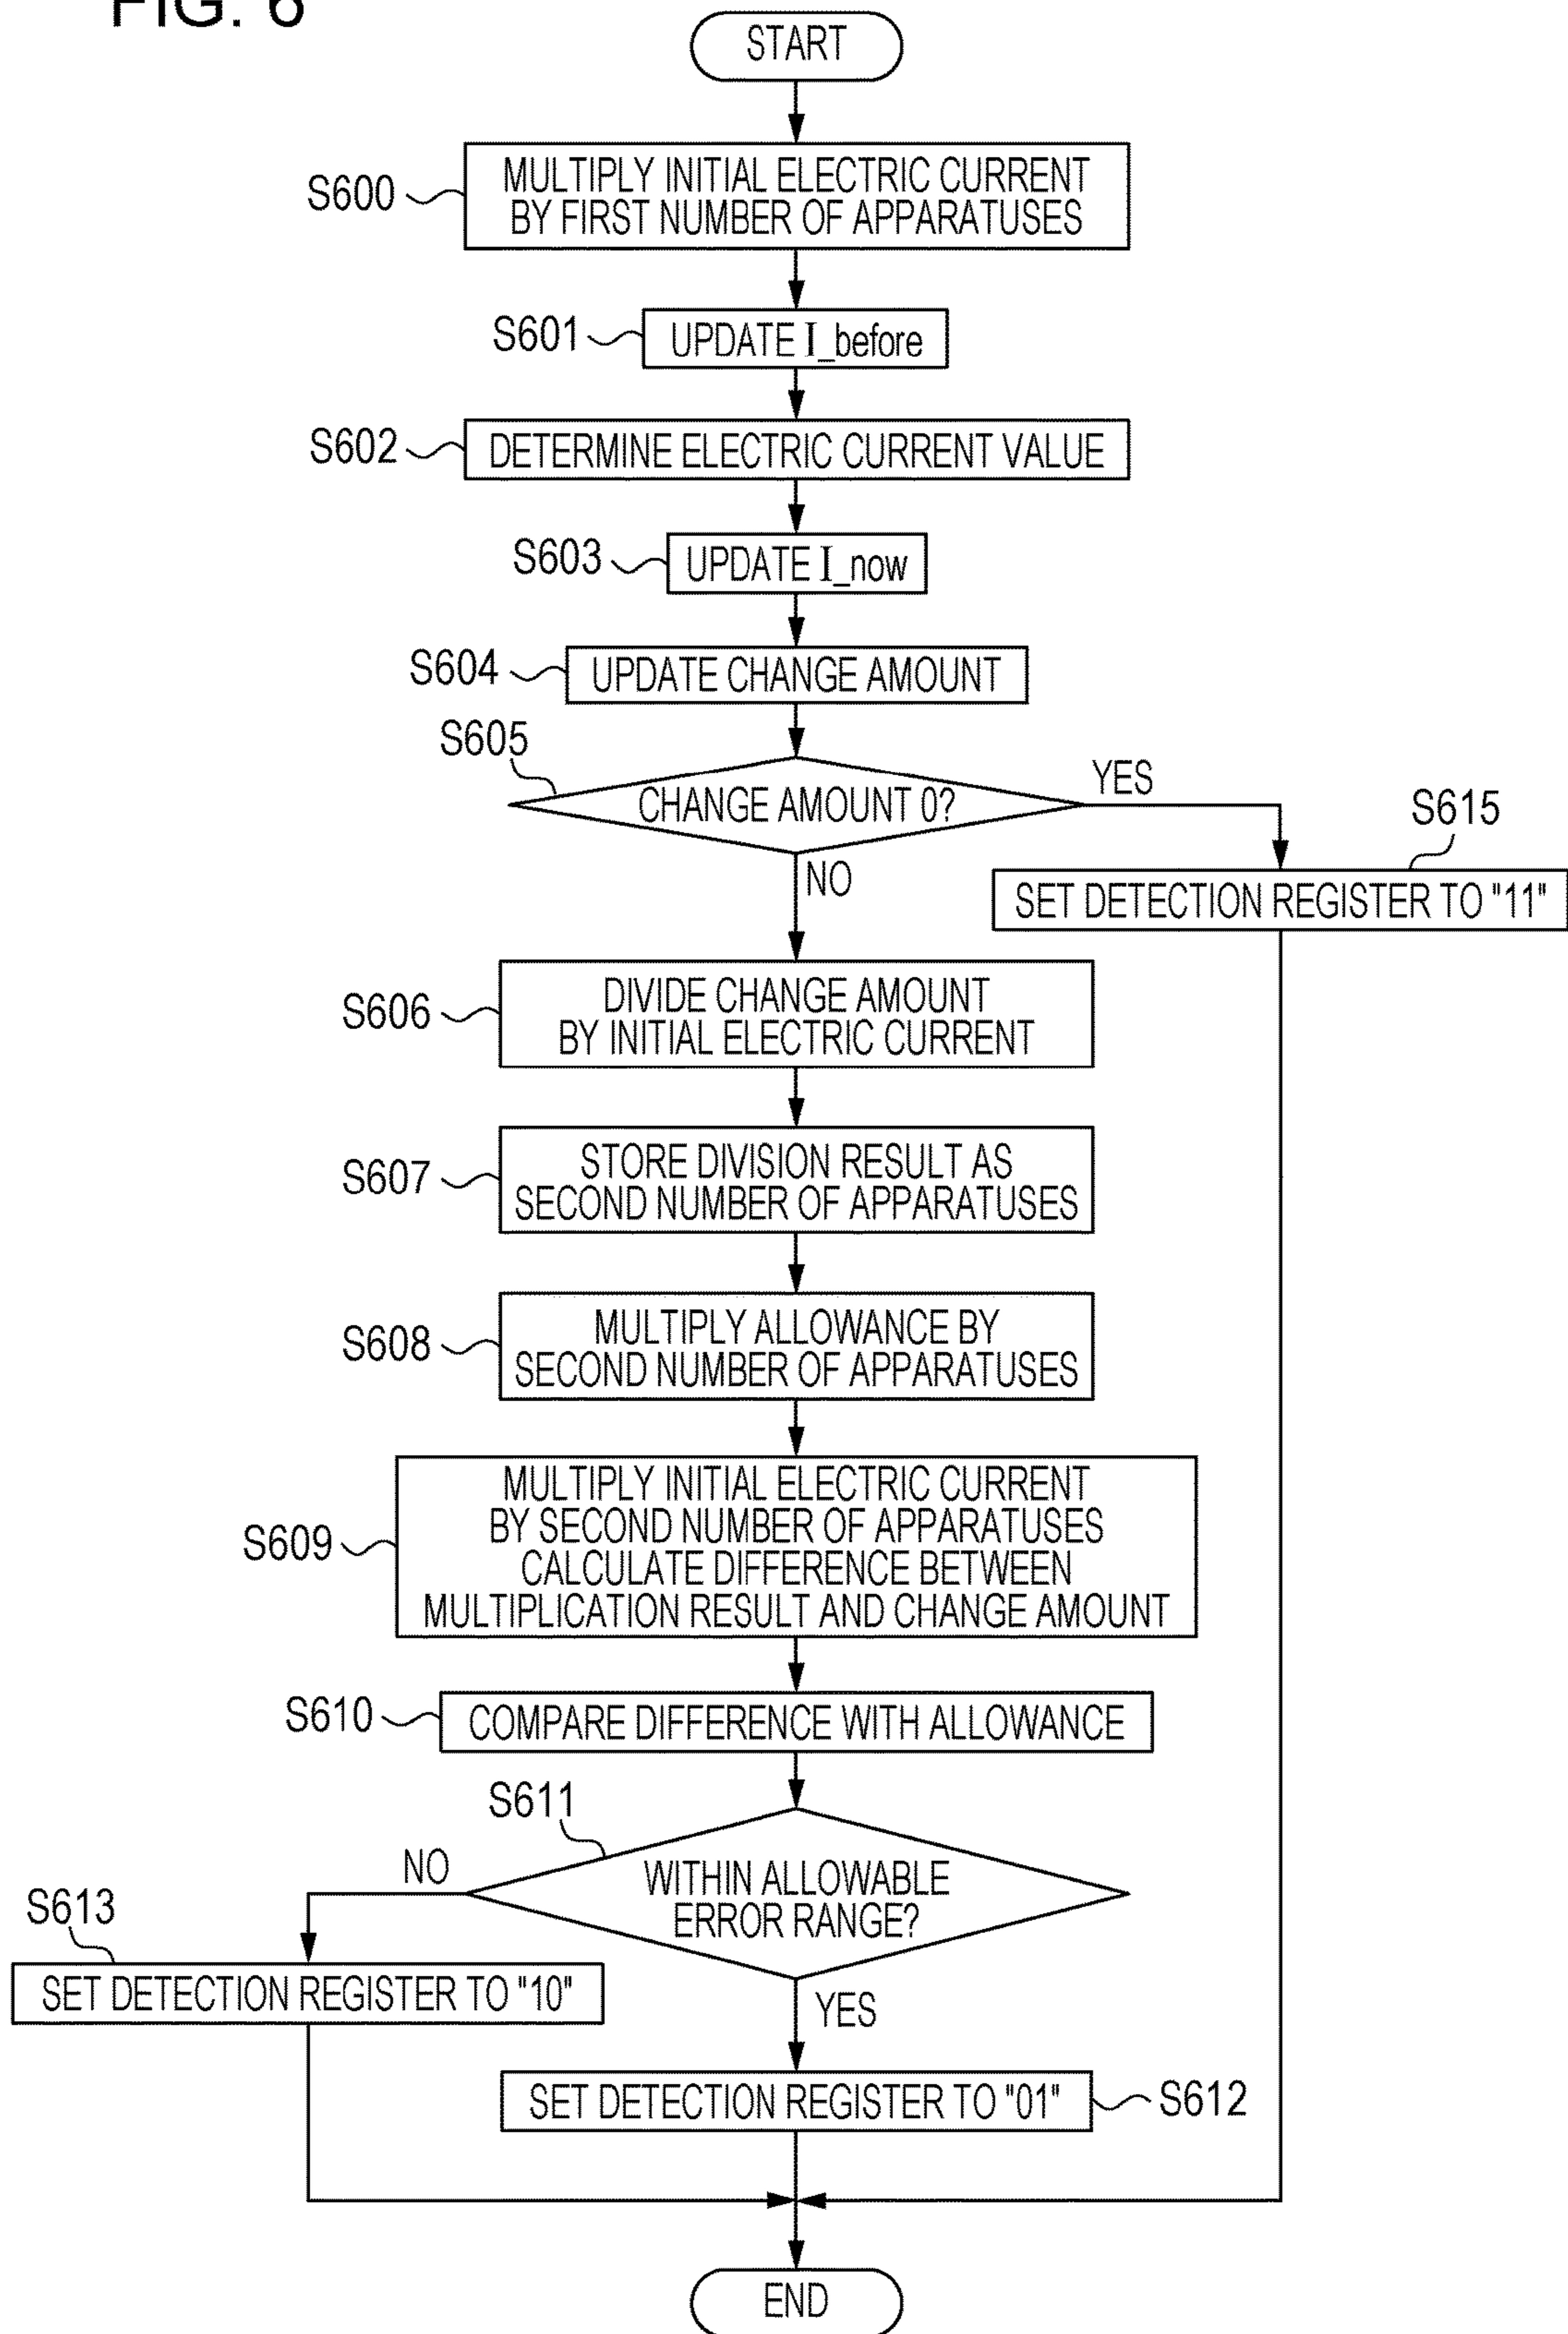 FIG. 6
START
S600
MULTIPLY INITIAL ELECTRIC CURRENT
BY FIRST NUMBER OF APPARATUSES
S601
UPDATE I_before
S602
DETERMINE ELECTRIC CURRENT VALUE
S603
UPDATE I_now
S604
UPDATE CHANGE AMOUNT
S605
CHANGE AMOUNT 0?
YES
NO
S615
SET DETECTION REGISTER TO "11"
S606
DIVIDE CHANGE AMOUNT
BY INITIAL ELECTRIC CURRENT
S607
STORE DIVISION RESULT AS
SECOND NUMBER OF APPARATUSES
S608
MULTIPLY ALLOWANCE BY
SECOND NUMBER OF APPARATUSES
S609
MULTIPLY INITIAL ELECTRIC CURRENT
BY SECOND NUMBER OF APPARATUSES
CALCULATE DIFFERENCE BETWEEN
MULTIPLICATION RESULT AND CHANGE AMOUNT
S610
COMPARE DIFFERENCE WITH ALLOWANCE
S611
WITHIN ALLOWABLE
ERROR RANGE?
NO
S613
SET DETECTION REGISTER TO "10"
YES
SET DETECTION REGISTER TO "01"
S612
END